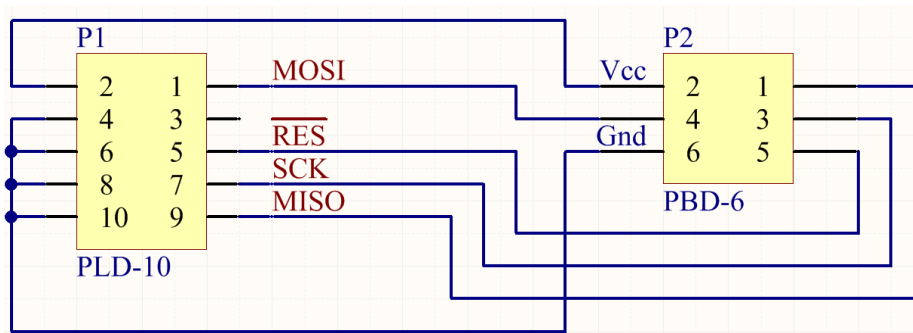 P1
P2
MOSI
Vcc
2 1
2 1
4 3
4 3
RES
Gnd
6 5
6 5
SCK
8 7
MISO
10 9
PBD-6
PLD-10